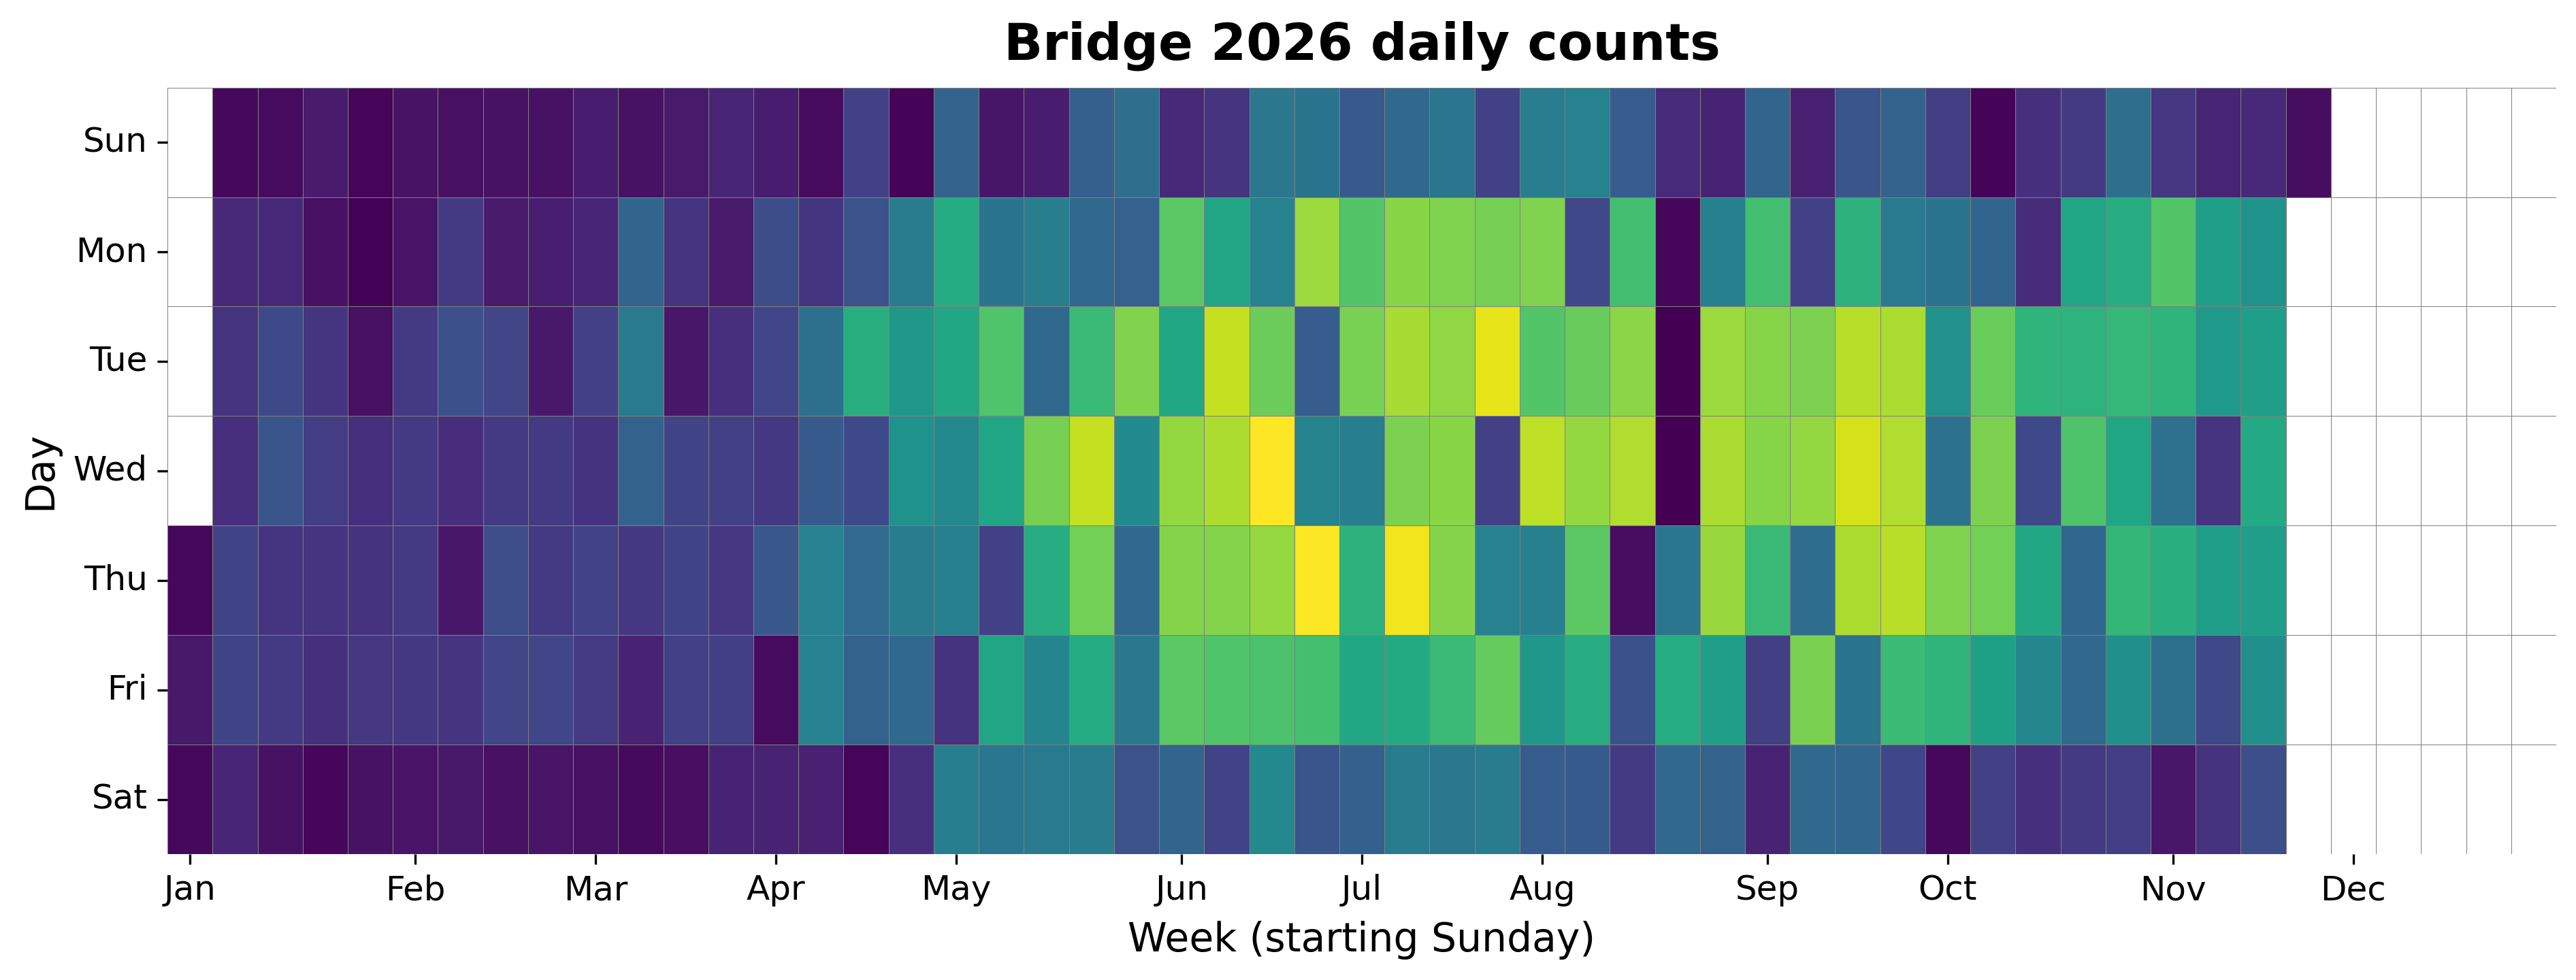 Bridge 2026 daily counts
Day
Sun
Mon
Tue
Wed
Thu
Fri
Sat
Jan Feb Mar Apr May Jun Jul Aug Sep Oct Nov Dec
Week (starting Sunday)